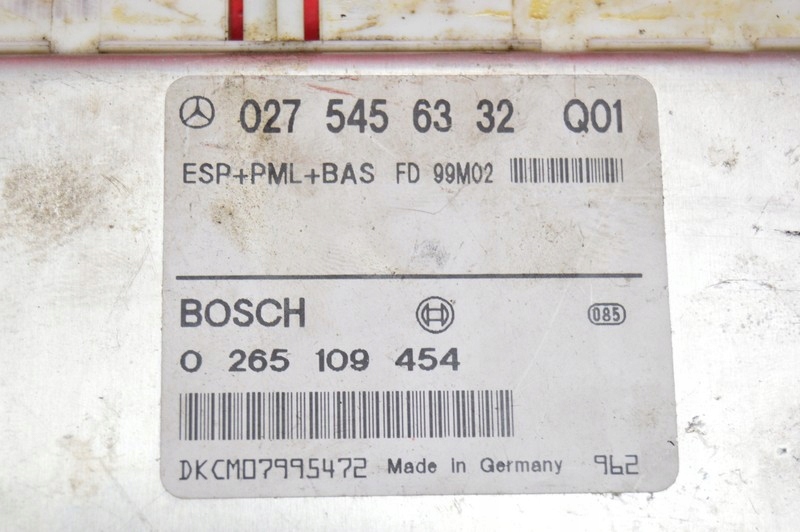 027 545 63 32 Q01
ESP+PML+BAS FD 99M02
BOSCH 085
0 265 109 454
DKCM07995472 Made In Germany 962